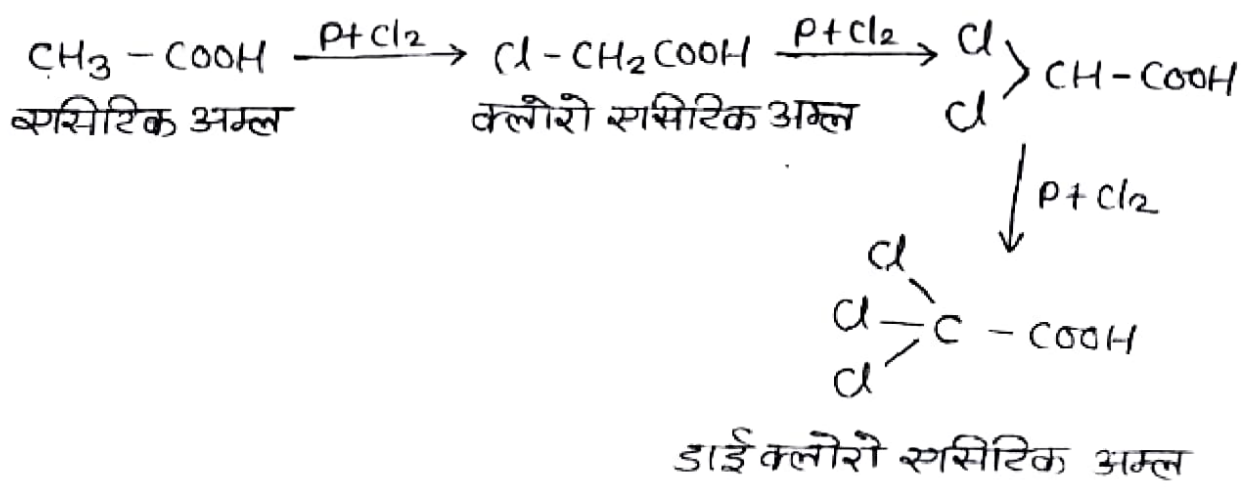 CH3 – COOH —P+Cl2→ Cl – CH2COOH —P+Cl2→ Cl Cl > CH – COOH
एसिटिक अम्ल क्लोरो एसिटिक अम्ल
↓ P + Cl2
Cl
Cl – C – COOH
Cl
डाई क्लोरो एसिटिक अम्ल